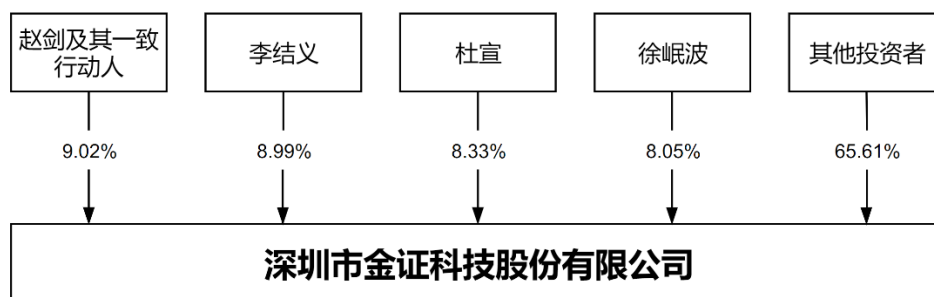 赵剑及其一致
行动人
李结义
杜宣
徐岷波
其他投资者
9.02%
8.99%
8.33%
8.05%
65.61%
深圳市金证科技股份有限公司